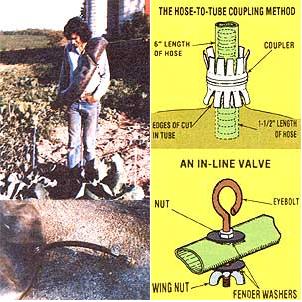 THE HOSE-TO-TUBE COUPLING METHOD
6" LENGTH
OF HOSE
COUPLER
EDGES OF CUT
IN TUBE
1-1/2" LENGTH
OF HOSE
AN IN-LINE VALVE
NUT
EYEBOLT
WING NUT
FENDER WASHERS